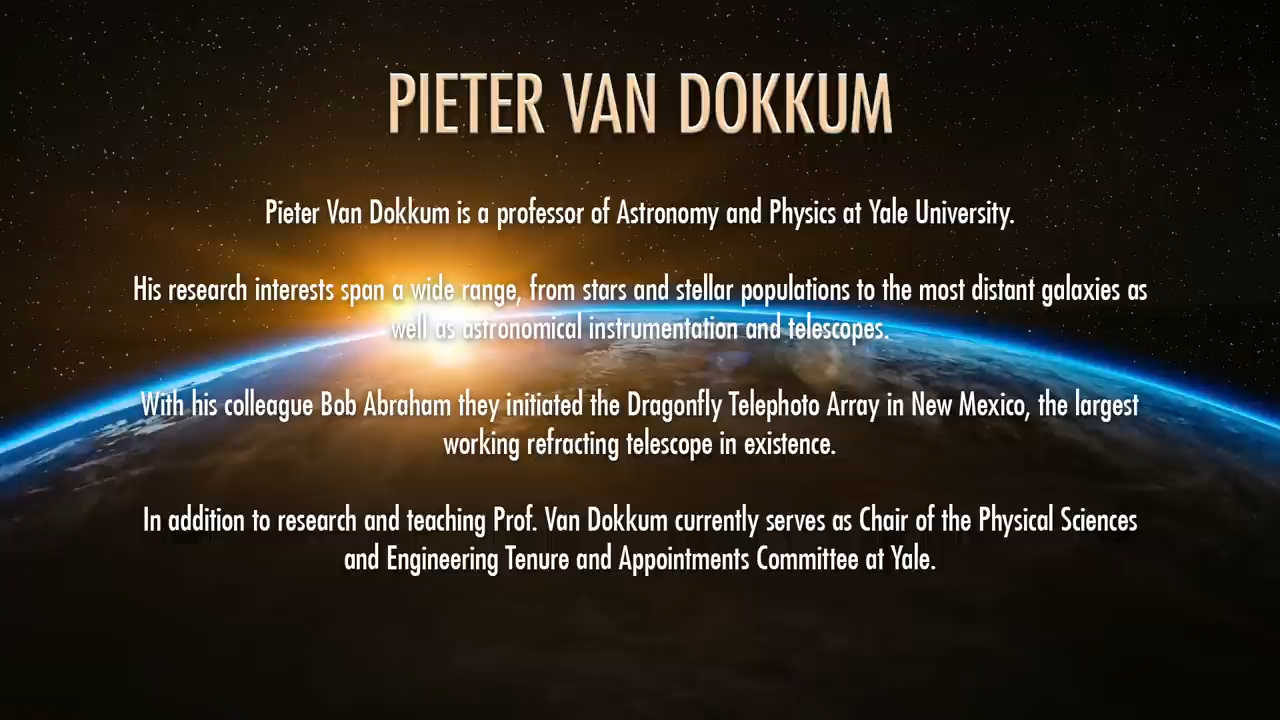 PIETER VAN DOKKUM
Pieter Van Dokkum is a professor of Astronomy and Physics at Yale University.
His research interests span a wide range, from stars and stellar populations to the most distant galaxies as
well as astronomical instrumentation and telescopes.
With his colleague Bob Abraham they initiated the Dragonfly Telephoto Array in New Mexico, the largest
working refracting telescope in existence.
In addition to research and teaching Prof. Van Dokkum currently serves as Chair of the Physical Sciences
and Engineering Tenure and Appointments Committee at Yale.